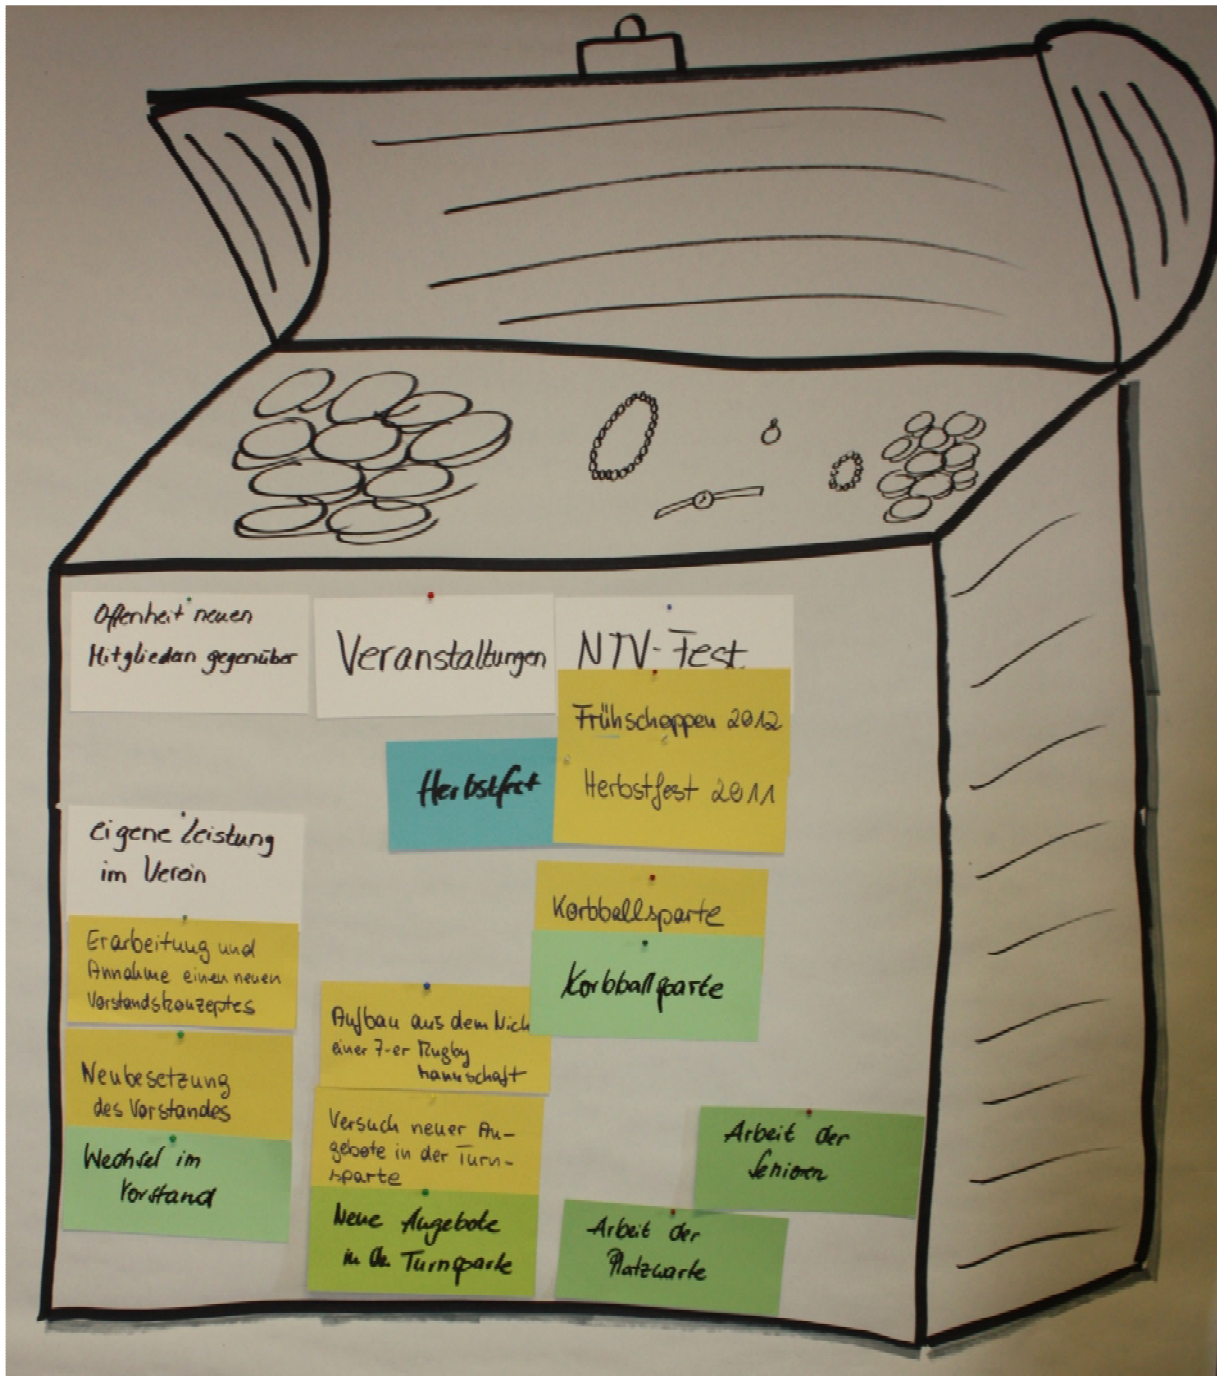 Offenheit neuen
Mitgliedern gegenüber
Veranstaltungen
NTV-Fest
Frühschoppen 2012
Herbstfest 2011
Herbstfest
eigene Leistung
im Verein
Erarbeitung und
Annahme einen neuen
Vorstandskonzeptes
Neubesetzung
des Vorstandes
Wechsel im
Vorstand
Korbballsparte
Korbballsparte
Aufbau aus dem Nich
einer 7-er Rugby
mannschaft
Versuch neuer An-
gebote in der Turn-
sparte
Neue Angebote
in der Turnsparte
Arbeit der
Senioren
Arbeit der
Platzwarte